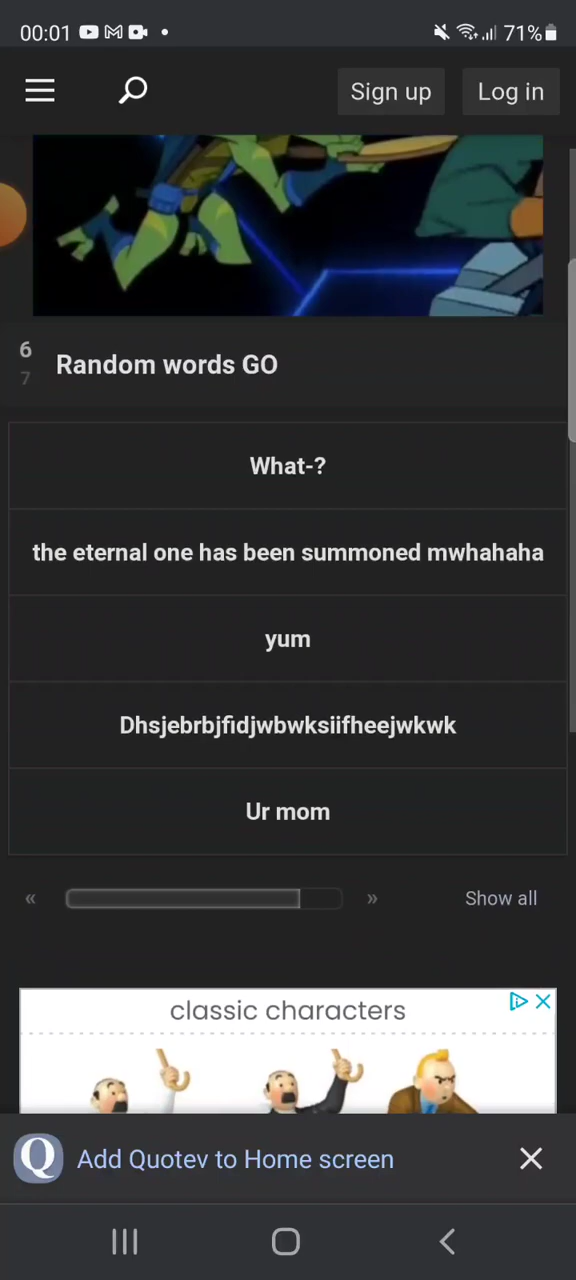 00:01 71%
Sign up Log in
6
7
Random words GO
What-?
the eternal one has been summoned mwhahaha
yum
Dhsjebrbjfidjwbwksiifheejwkwk
Ur mom
« » Show all
classic characters
Q Add Quotev to Home screen